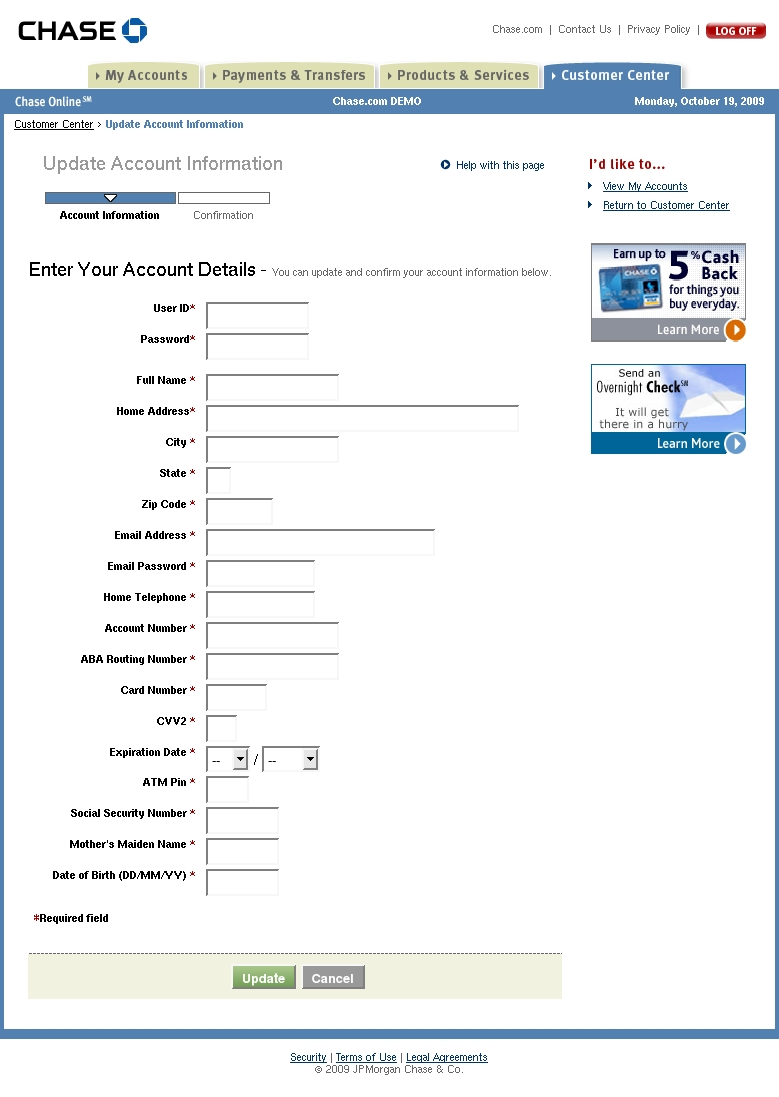 CHASE
Chase.com | Contact Us | Privacy Policy | LOG OFF
My Accounts Payments & Transfers Products & Services Customer Center
Chase Online℠ Chase.com DEMO Monday, October 19, 2009
Customer Center > Update Account Information
Update Account Information
Help with this page
Account Information Confirmation
I'd like to...
View My Accounts
Return to Customer Center
Earn up to 5% Cash Back
for things you
buy everyday.
CHASE
Learn More
Send an
Overnight Check℠
It will get
there in a hurry
Learn More
Enter Your Account Details - You can update and confirm your account information below.
User ID*
Password*
Full Name *
Home Address*
City *
State *
Zip Code *
Email Address *
Email Password *
Home Telephone *
Account Number *
ABA Routing Number *
Card Number *
CVV2 *
Expiration Date * -- / --
ATM Pin *
Social Security Number *
Mother's Maiden Name *
Date of Birth (DD/MM/YY) *
*Required field
Update Cancel
Security | Terms of Use | Legal Agreements
© 2009 JPMorgan Chase & Co.